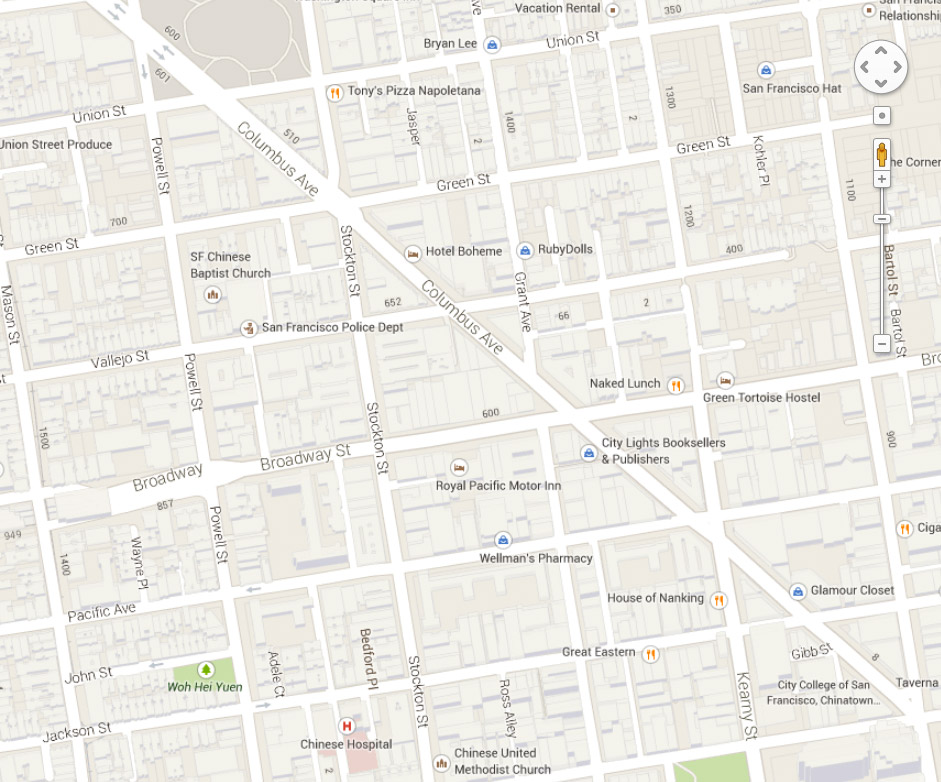 Vacation Rental
350
Relationshi
600
Bryan Lee
Union St
601
San Francisco Hat
Tony's Pizza Napoletana
1300
Union St
Jasper
1400
2
2
510
Columbus Ave
Union Street Produce
Powell St
Green St
Kohler Pl
he Corner
Green St
1100
700
1200
Green St
SF Chinese
Baptist Church
Stockton St
Hotel Boheme
RubyDolls
400
Bartol St
Mason St
Grant Ave
652
Columbus Ave
66
2
Bartol St
San Francisco Police Dept
Vallejo St
Bro
Powell St
Naked Lunch
Green Tortoise Hostel
600
Stockton St
1500
City Lights Booksellers
& Publishers
900
Broadway St
Broadway
Royal Pacific Motor Inn
857
949
Powell St
Ciga
1400
Wayne Pl
Wellman's Pharmacy
Glamour Closet
House of Nanking
Pacific Ave
Bedford Pl
Great Eastern
Gibb St
8
John St
Adele Ct
Woh Hei Yuen
Stockton St
Ross Alley
Kearny St
City College of San
Francisco, Chinatown...
Taverna
Jackson St
Chinese Hospital
2
Chinese United
Methodist Church